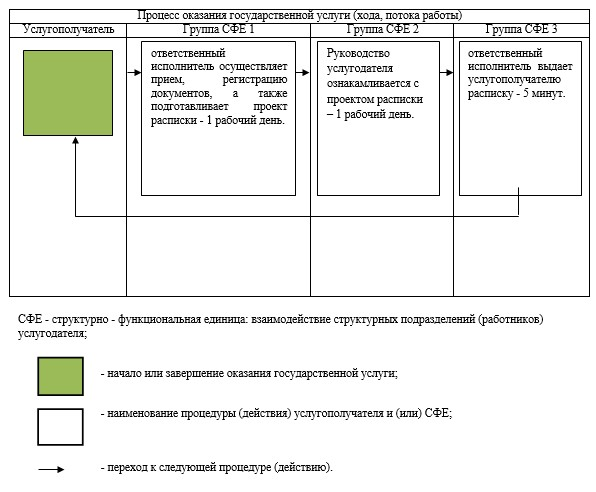 Процесс оказания государственной услуги (хода, потока работы)
Услугополучатель
Группа СФЕ 1
Группа СФЕ 2
Группа СФЕ 3
ответственный
исполнитель осуществляет
прием, регистрацию
документов, а также
подготавливает проект
расписки - 1 рабочий день.
Руководство
услугодателя
ознакамливается с
проектом расписки
– 1 рабочий день.
ответственный
исполнитель выдает
услугополучателю
расписку - 5 минут.
СФЕ - структурно - функциональная единица: взаимодействие структурных подразделений (работников)
услугодателя;
- начало или завершение оказания государственной услуги;
- наименование процедуры (действия) услугополучателя и (или) СФЕ;
- переход к следующей процедуре (действию).